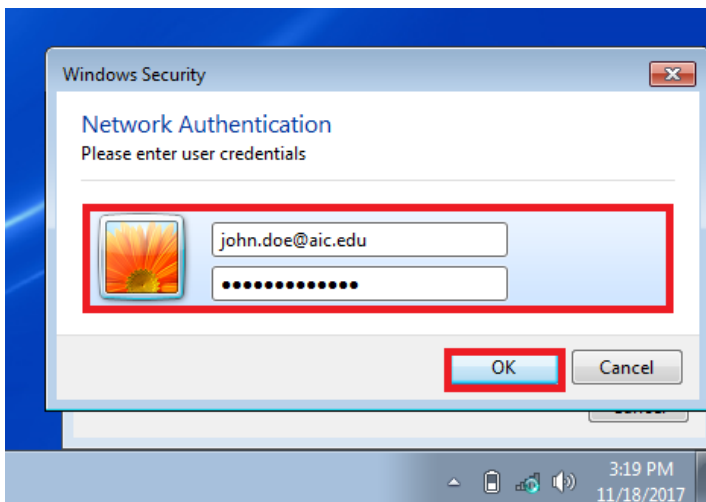 Windows Security
Network Authentication
Please enter user credentials
john.doe@aic.edu
●●●●●●●●●●●●●
OK
Cancel
Cancel
3:19 PM
11/18/2017